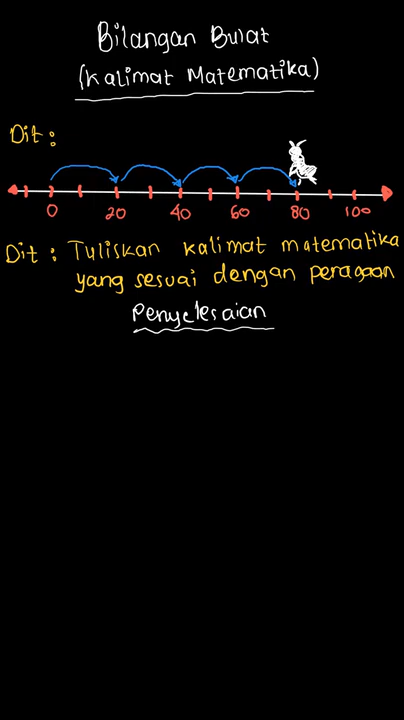 Bilangan Bulat
(Kalimat Matematika)
Dit:
0 20 40 60 80 100
Dit: Tuliskan kalimat matematika
yang sesuai dengan peragaan
Penyelesaian